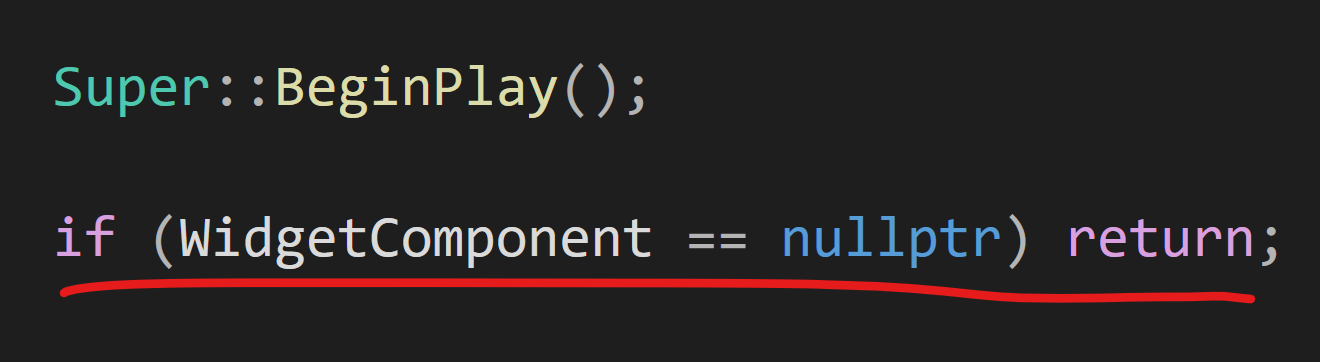 Super::BeginPlay();
if (WidgetComponent == nullptr) return;